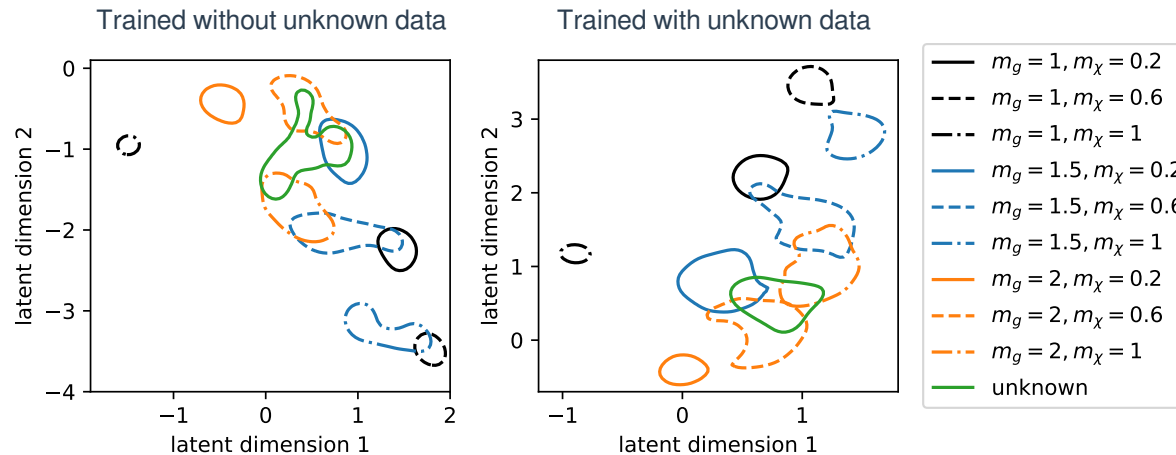 Trained without unknown data
Trained with unknown data
0
−1
−2
−3
−4
latent dimension 2
−1
0
1
2
latent dimension 1
3
2
1
0
latent dimension 2
−1
0
1
latent dimension 1
m_g = 1, m_χ = 0.2
m_g = 1, m_χ = 0.6
m_g = 1, m_χ = 1
m_g = 1.5, m_χ = 0.2
m_g = 1.5, m_χ = 0.6
m_g = 1.5, m_χ = 1
m_g = 2, m_χ = 0.2
m_g = 2, m_χ = 0.6
m_g = 2, m_χ = 1
unknown